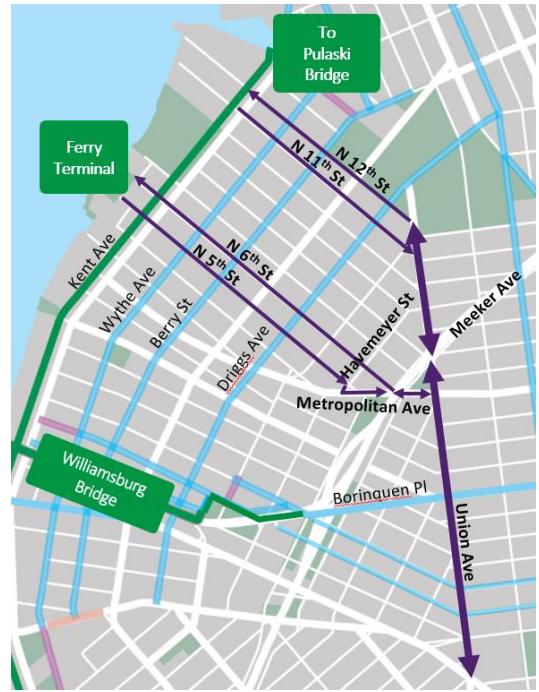 To
Pulaski
Bridge
Ferry
Terminal
N 12th St
N 11th St
N 6th St
N 5th St
Kent Ave
Wythe Ave
Berry St
Driggs Ave
Havemeyer St
Meeker Ave
Metropolitan Ave
Williamsburg
Bridge
Borinquen Pl
Union Ave